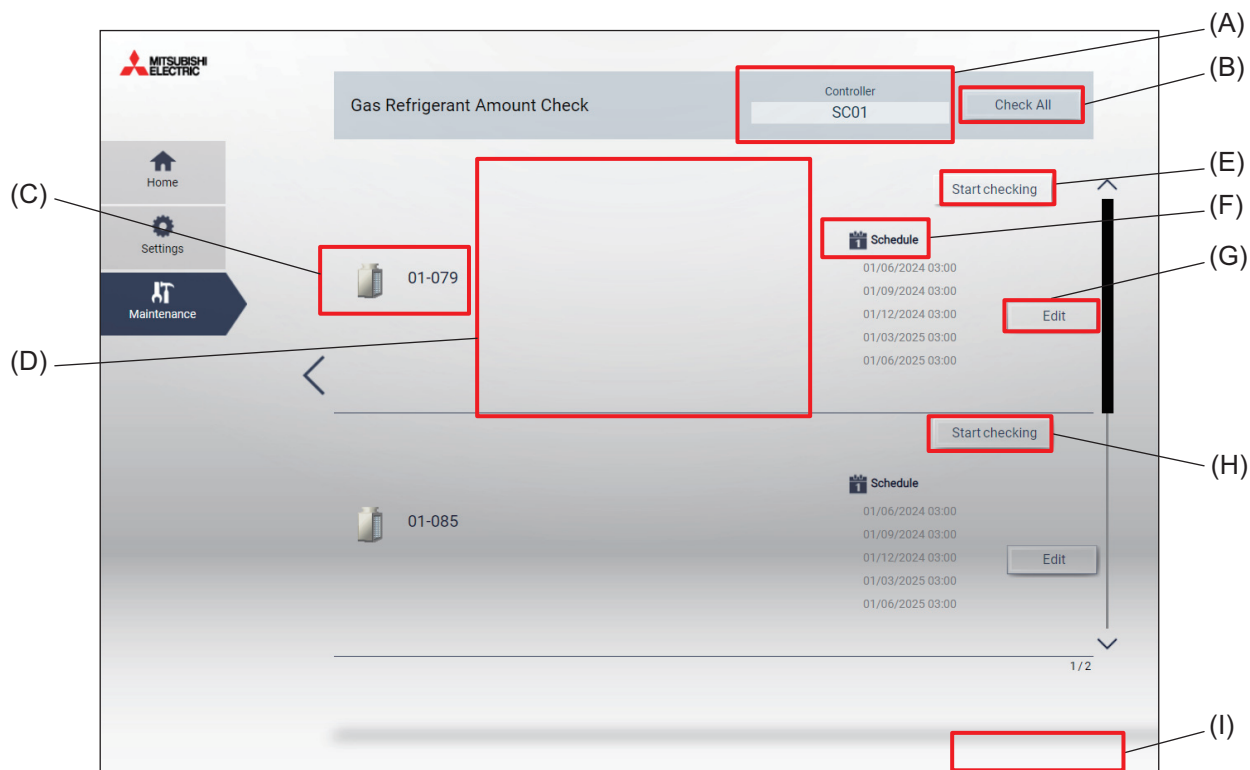 (A)
MITSUBISHI
ELECTRIC
(B)
Gas Refrigerant Amount Check
Controller
SC01
Check All
Home
(E)
Start checking
(C)
(F)
Settings
Schedule
(G)
01-079
01/06/2024 03:00
01/09/2024 03:00
Maintenance
01/12/2024 03:00
Edit
01/03/2025 03:00
(D)
01/06/2025 03:00
Start checking
(H)
Schedule
01-085
01/06/2024 03:00
01/09/2024 03:00
01/12/2024 03:00
Edit
01/03/2025 03:00
01/06/2025 03:00
1/2
(I)